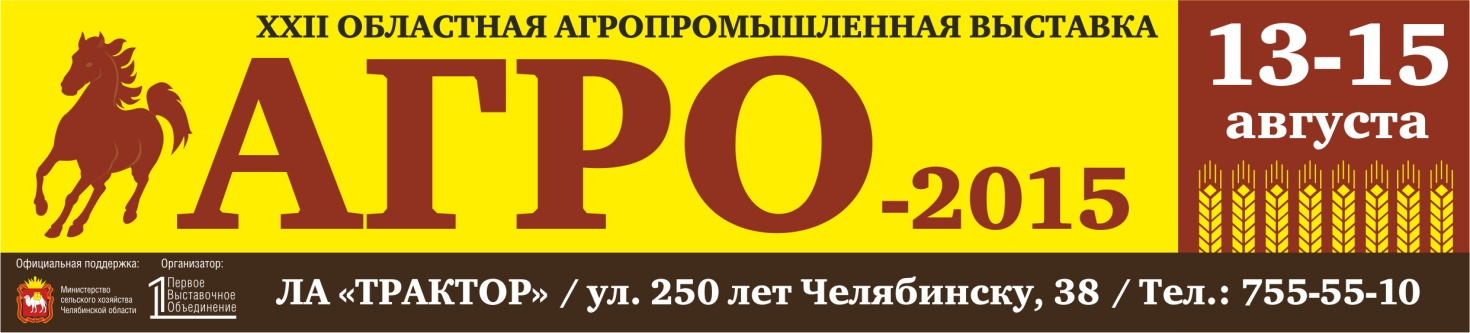 XXII ОБЛАСТНАЯ АГРОПРОМЫШЛЕННАЯ ВЫСТАВКА
АГРО-2015
13-15
августа
Официальная поддержка:
Министерство
сельского хозяйства
Челябинской области
Организатор:
1 Первое
Выставочное
Объединение
ЛА «ТРАКТОР» / ул. 250 лет Челябинску, 38 / Тел.: 755-55-10